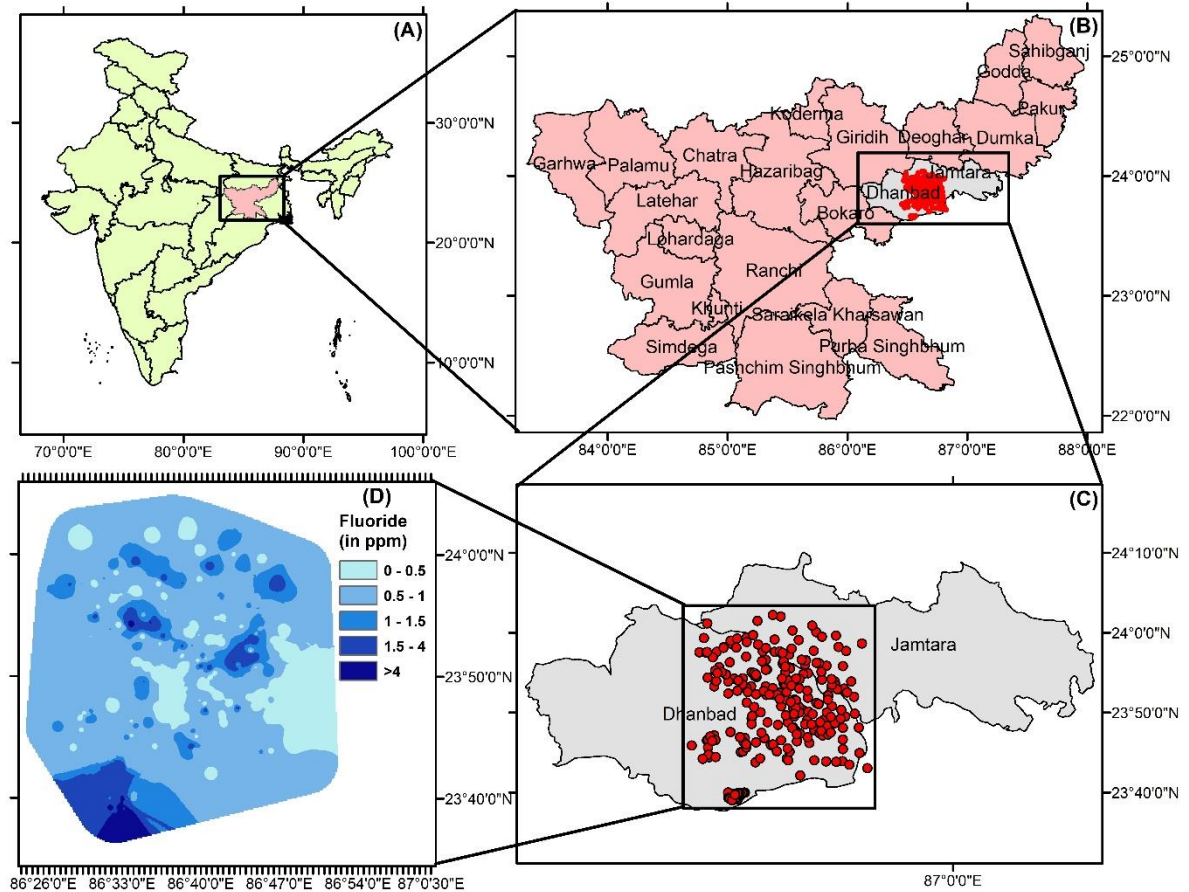 (A)
30°0'0"N
20°0'0"N
10°0'0"N
70°0'0"E 80°0'0"E 90°0'0"E 100°0'0"E
(B)
Sahibganj
Godda
Pakur
Koderma
Giridih Deoghar Dumka
Garhwa Palamu Chatra
Hazaribag
Jamtara
Latehar
Dhanbad
Bokaro
Lohardaga
Ranchi
Gumla
Khunti
Saraikela Kharsawan
Simdega
Purba Singhbhum
Pashchim Singhbhum
25°0'0"N
24°0'0"N
23°0'0"N
22°0'0"N
84°0'0"E 85°0'0"E 86°0'0"E 87°0'0"E 88°0'0"E
(D)
Fluoride
(in ppm)
0 - 0.5
0.5 - 1
1 - 1.5
1.5 - 4
>4
24°0'0"N
23°50'0"N
23°40'0"N
86°26'0"E 86°33'0"E 86°40'0"E 86°47'0"E 86°54'0"E 87°0'30"E
(C)
Jamtara
Dhanbad
24°10'0"N
24°0'0"N
23°50'0"N
23°40'0"N
87°0'0"E